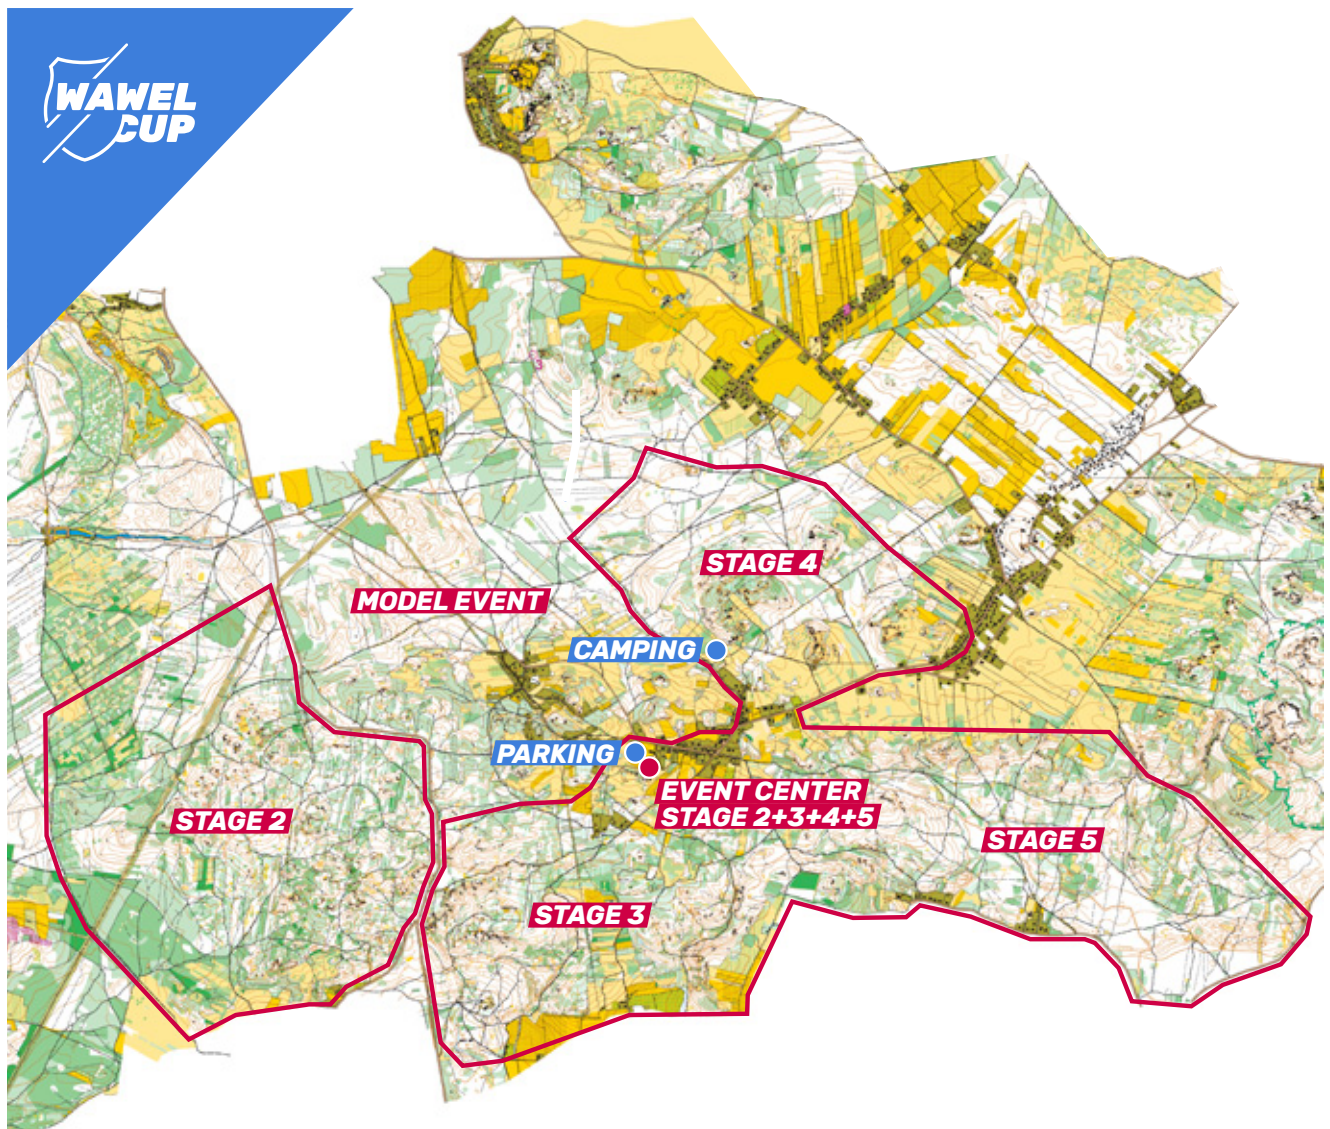 WAWEL
CUP
STAGE 4
MODEL EVENT
CAMPING
PARKING
EVENT CENTER
STAGE 2+3+4+5
STAGE 2
STAGE 5
STAGE 3